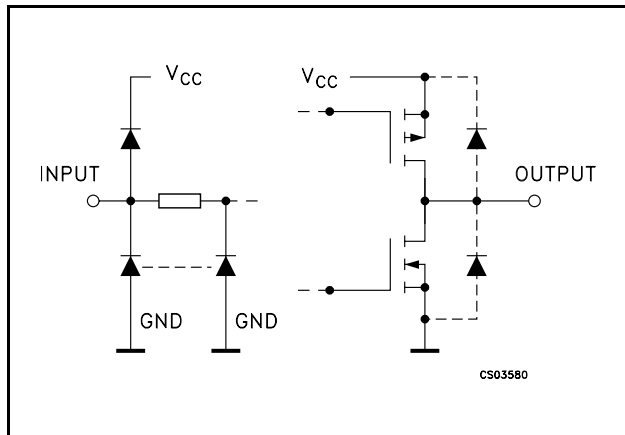 VCC
VCC
INPUT
OUTPUT
GND
GND
CS03580